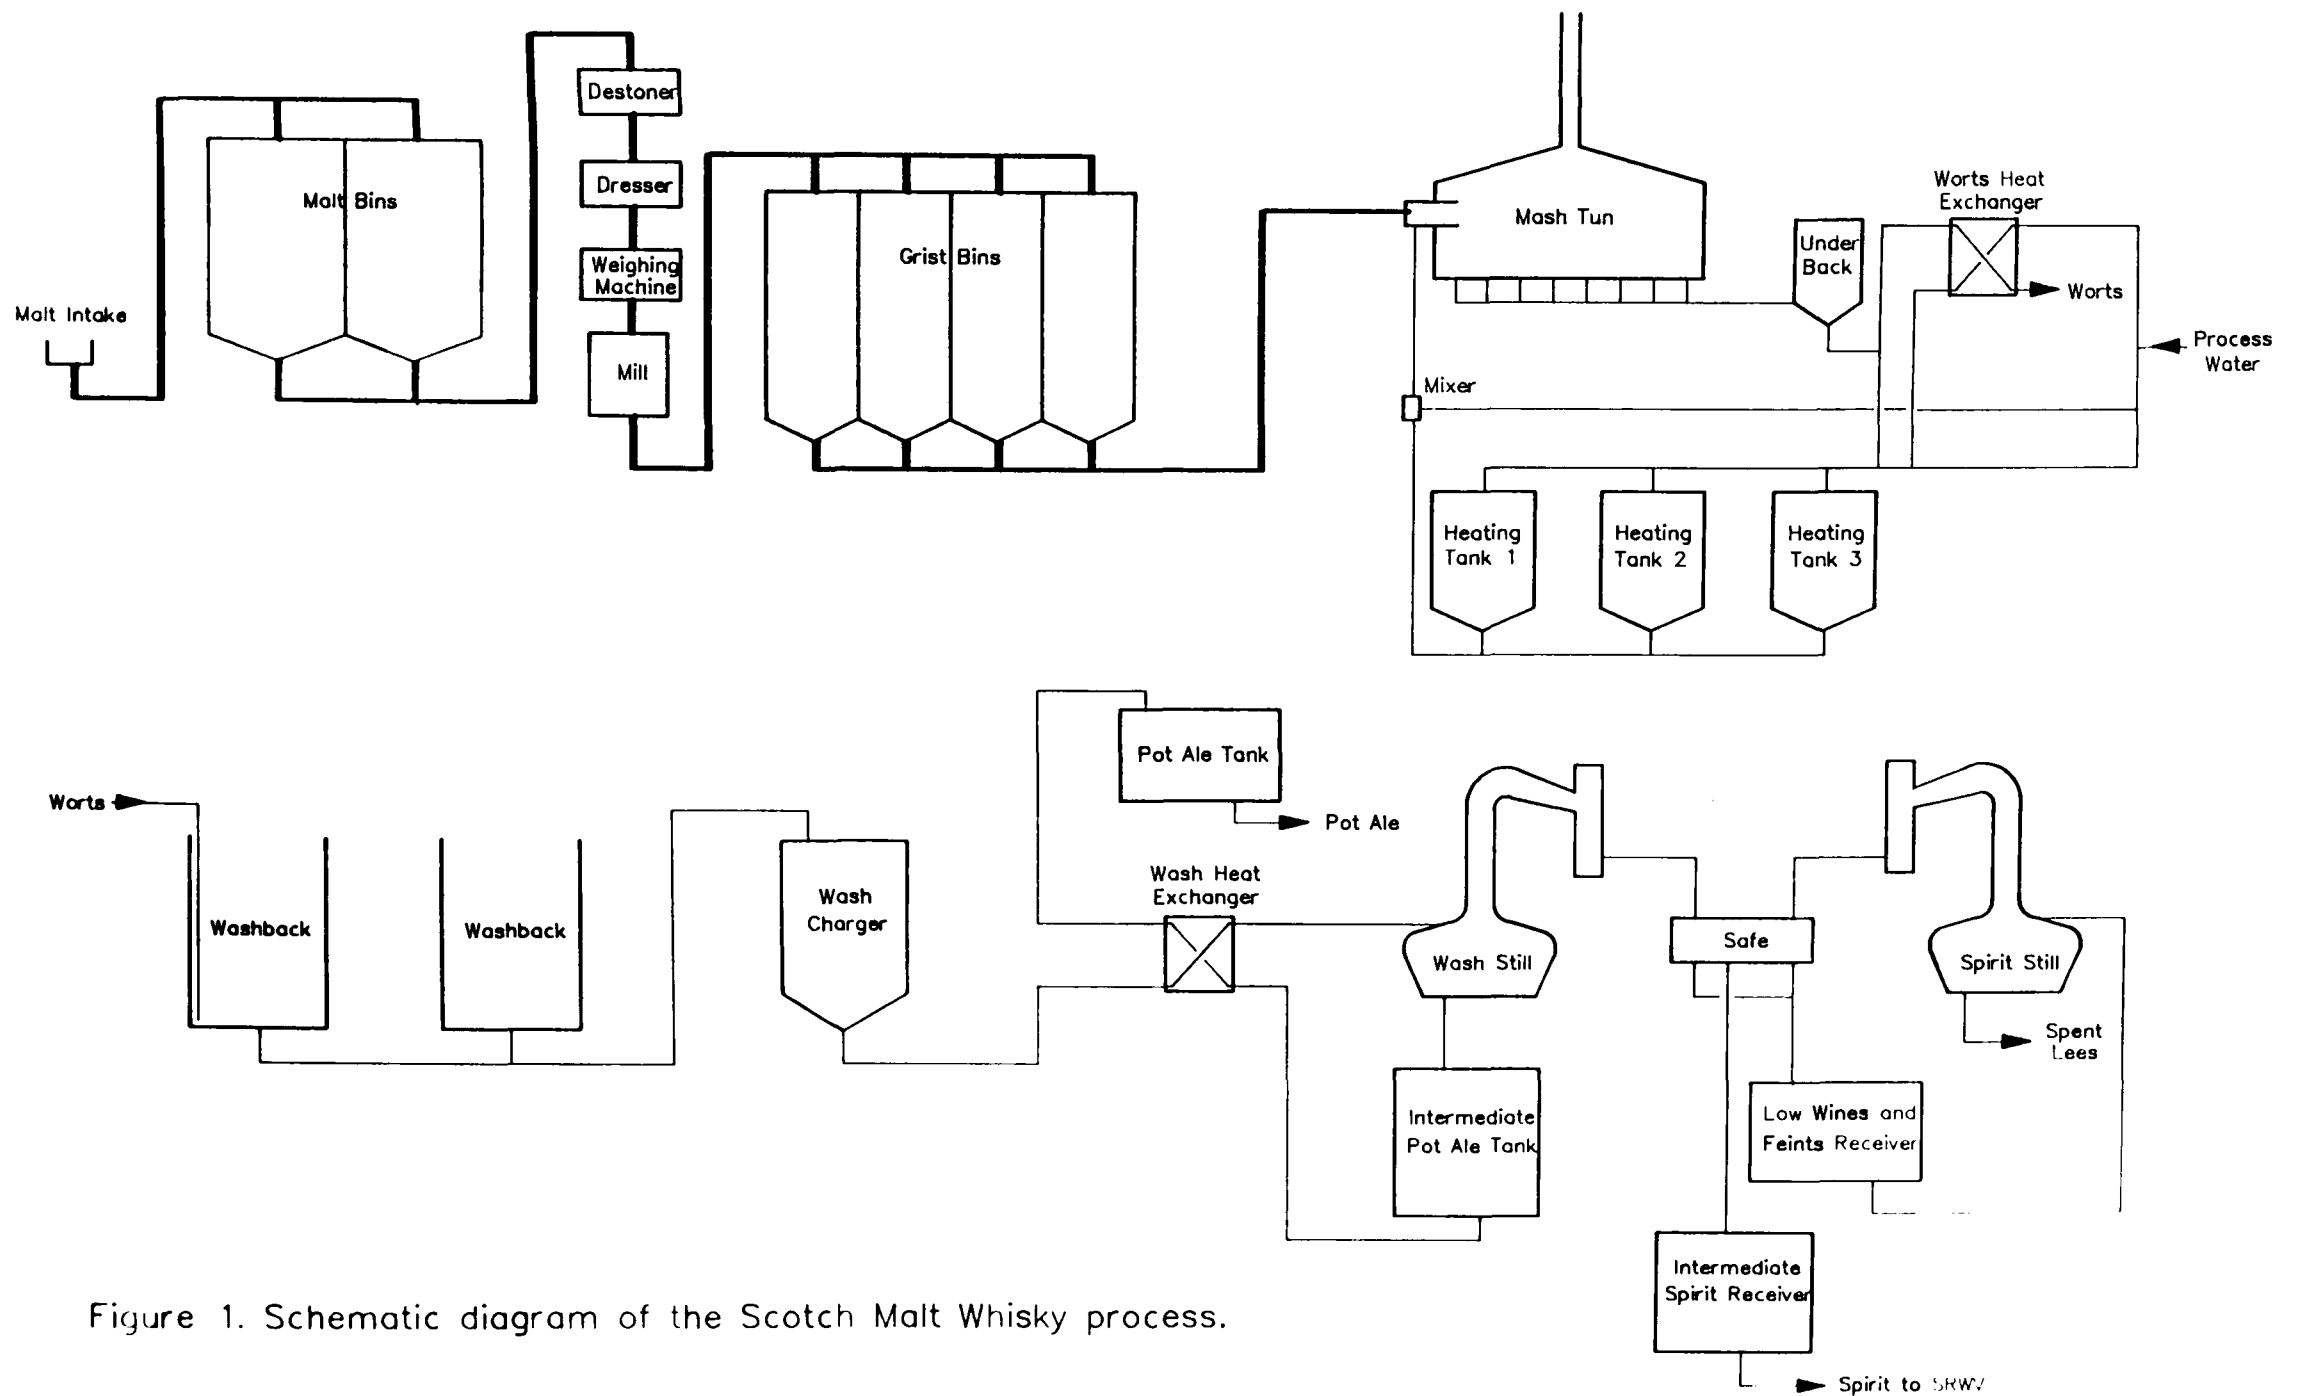 Destoner
Dresser
Weighing
Machine
Mill
Malt Bins
Malt Intake
Grist Bins
Mash Tun
Under
Back
Worts Heat
Exchanger
Worts
Process
Water
Mixer
Heating
Tank 1
Heating
Tank 2
Heating
Tank 3
Worts
Washback
Washback
Wash
Charger
Pot Ale Tank
Pot Ale
Wash Heat
Exchanger
Wash Still
Safe
Spirit Still
Spent
Lees
Intermediate
Pot Ale Tank
Low Wines and
Feints Receiver
Intermediate
Spirit Receiver
Spirit to SRWV
Figure 1. Schematic diagram of the Scotch Malt Whisky process.